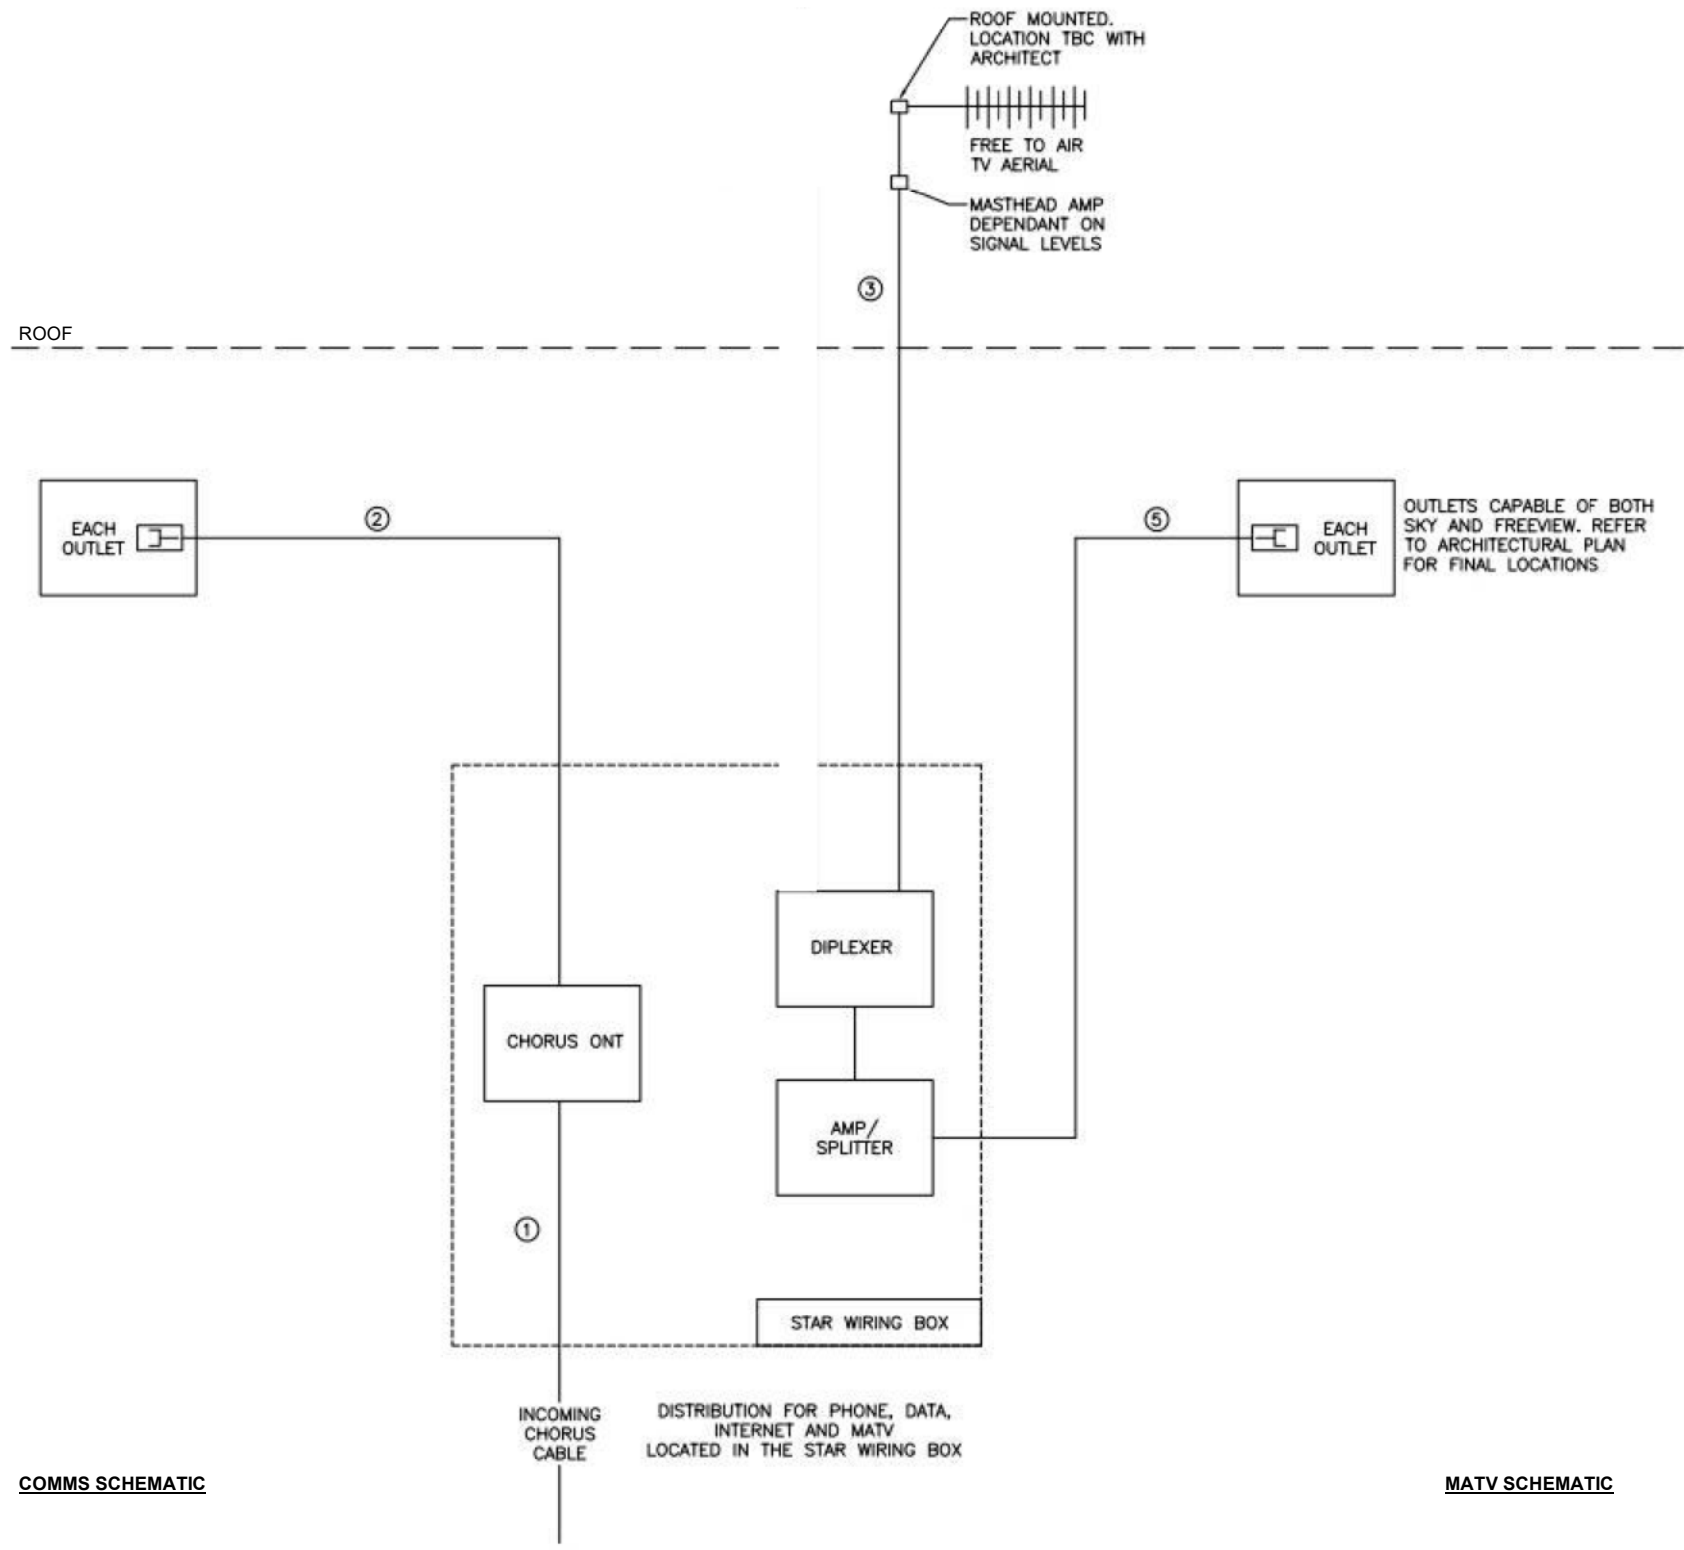 ROOF MOUNTED.
LOCATION TBC WITH
ARCHITECT
FREE TO AIR
TV AERIAL
MASTHEAD AMP
DEPENDANT ON
SIGNAL LEVELS
3
ROOF
EACH
OUTLET
2
5
EACH
OUTLET
OUTLETS CAPABLE OF BOTH
SKY AND FREEVIEW. REFER
TO ARCHITECTURAL PLAN
FOR FINAL LOCATIONS
DIPLEXER
CHORUS ONT
AMP/
SPLITTER
1
STAR WIRING BOX
INCOMING
CHORUS
CABLE
DISTRIBUTION FOR PHONE, DATA,
INTERNET AND MATV
LOCATED IN THE STAR WIRING BOX
COMMS SCHEMATIC
MATV SCHEMATIC